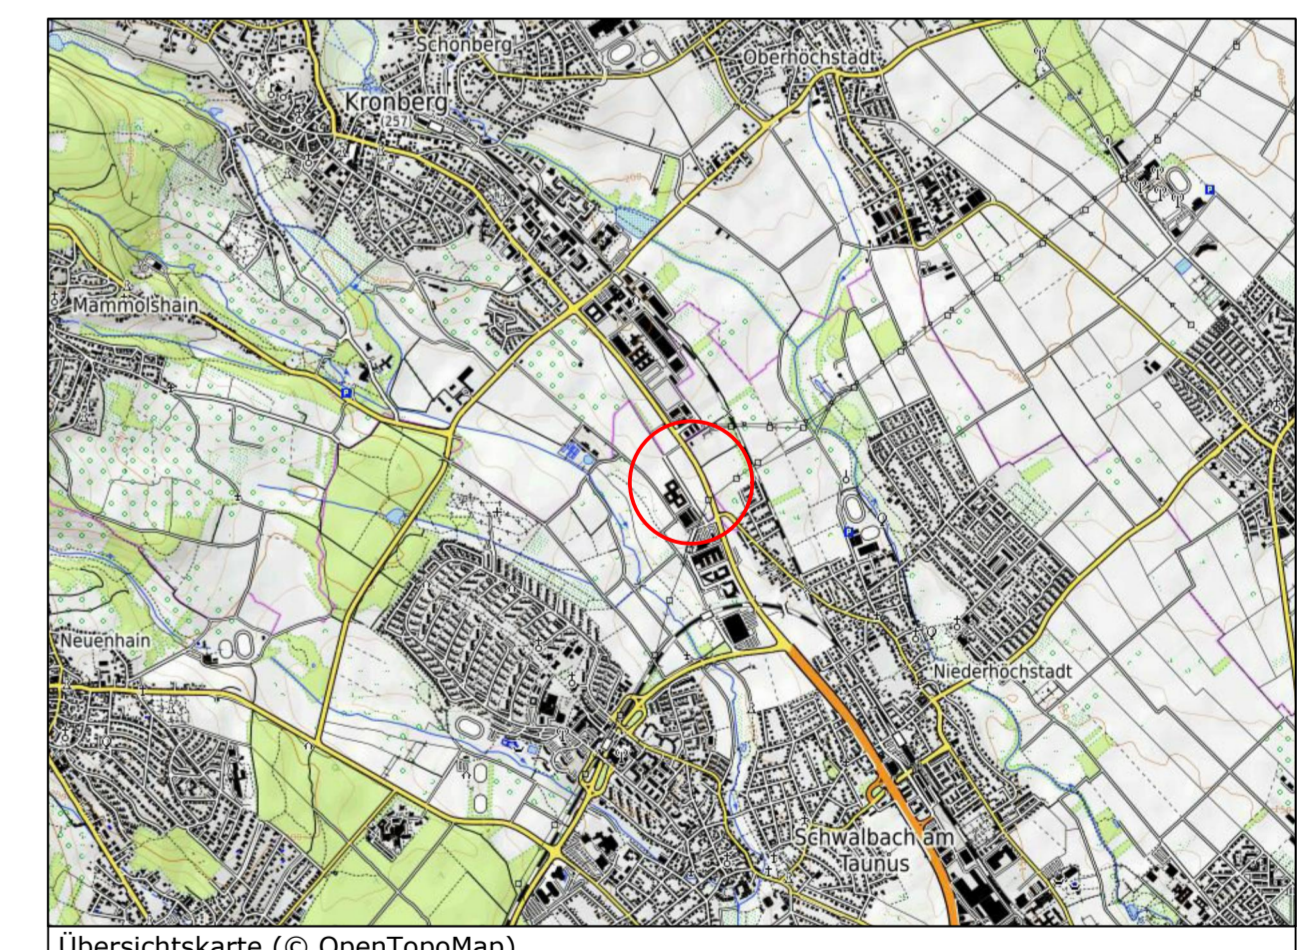 Schönberg
Oberhöchstadt
Kronberg
(257)
Mammolshain
P
P
P
Neuenhain
Niederhöchstadt
Schwalbach am
Taunus
Übersichtskarte (© OpenTopoMap)